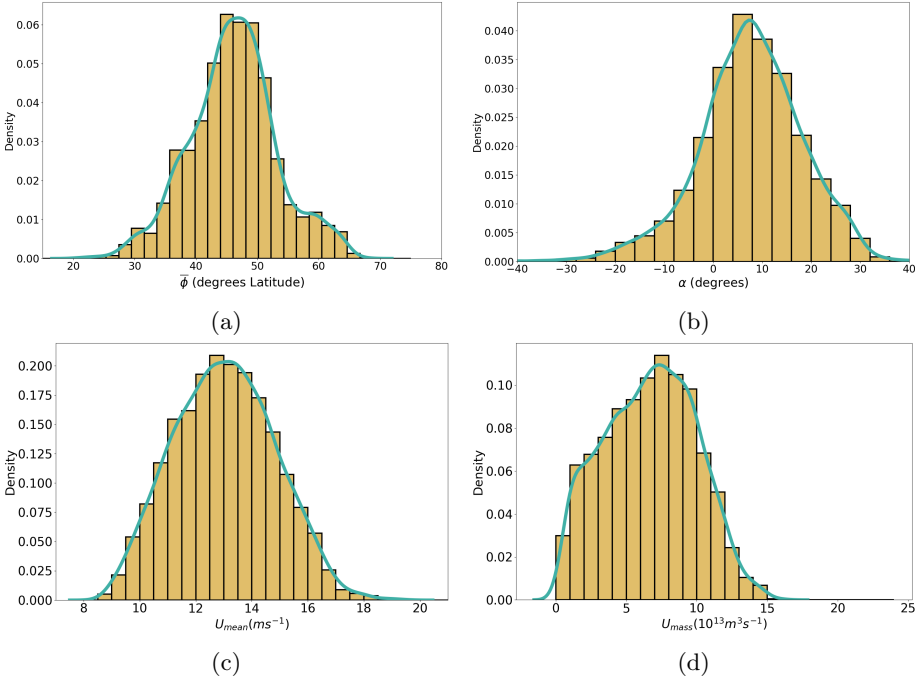 0.06
0.05
0.04
0.03
0.02
0.01
0.00
Density
20 30 40 50 60 70 80
ϕ̅ (degrees Latitude)
(a)
0.040
0.035
0.030
0.025
0.020
0.015
0.010
0.005
0.000
Density
−40 −30 −20 −10 0 10 20 30 40
α (degrees)
(b)
0.200
0.175
0.150
0.125
0.100
0.075
0.050
0.025
0.000
Density
8 10 12 14 16 18 20
U_mean(ms⁻¹)
(c)
0.10
0.08
0.06
0.04
0.02
0.00
Density
0 5 10 15 20 25
U_mass(10¹³m³s⁻¹)
(d)